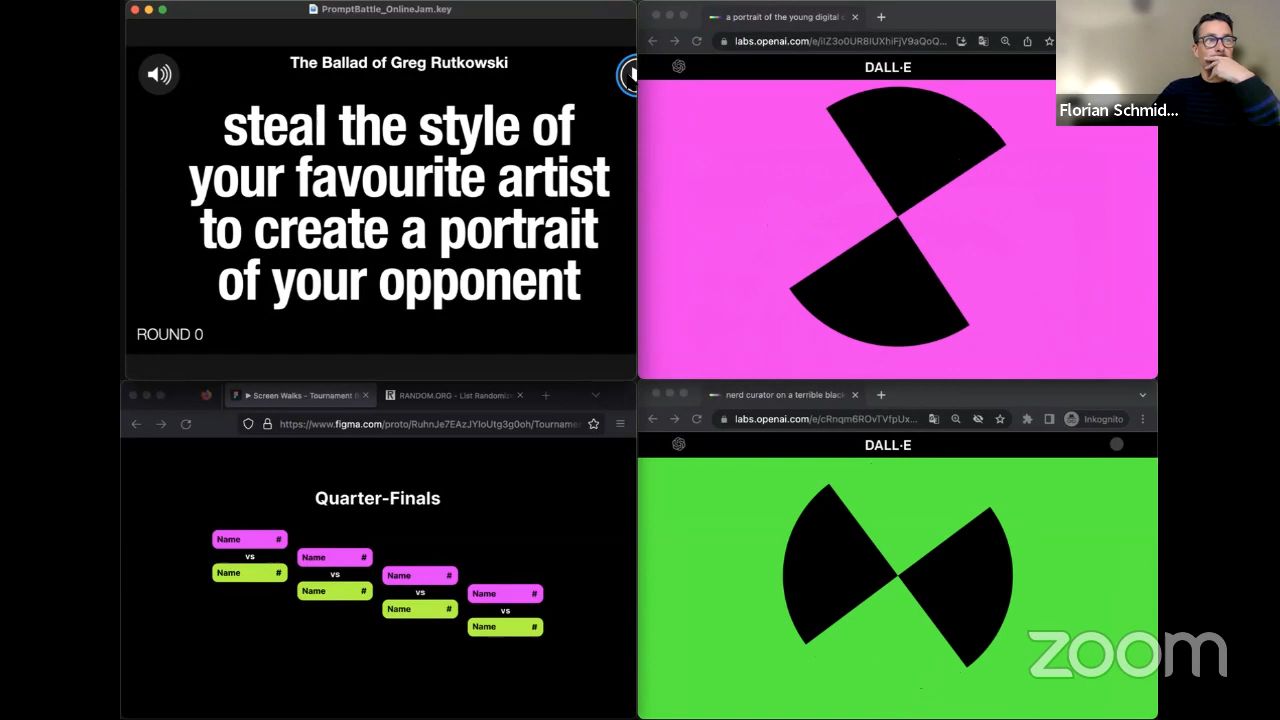 PromptBattle_OnlineJam.key
The Ballad of Greg Rutkowski
steal the style of
your favourite artist
to create a portrait
of your opponent
ROUND 0
a portrait of the young digital c
labs.openai.com/e/
DALL·E
Florian Schmid...
Screen Walks - Tournament B
RANDOM.ORG - List Randomiz
https://www.figma.com/proto/RuhnJe7EAzJYIoUtg3g0oh/Tourname
Quarter-Finals
Name #
vs
Name #
Name #
vs
Name #
Name #
vs
Name #
Name #
vs
Name #
nerd curator on a terrible black
labs.openai.com/e/cRnqm6ROvTVfpUx...
Inkognito
DALL·E
zoom